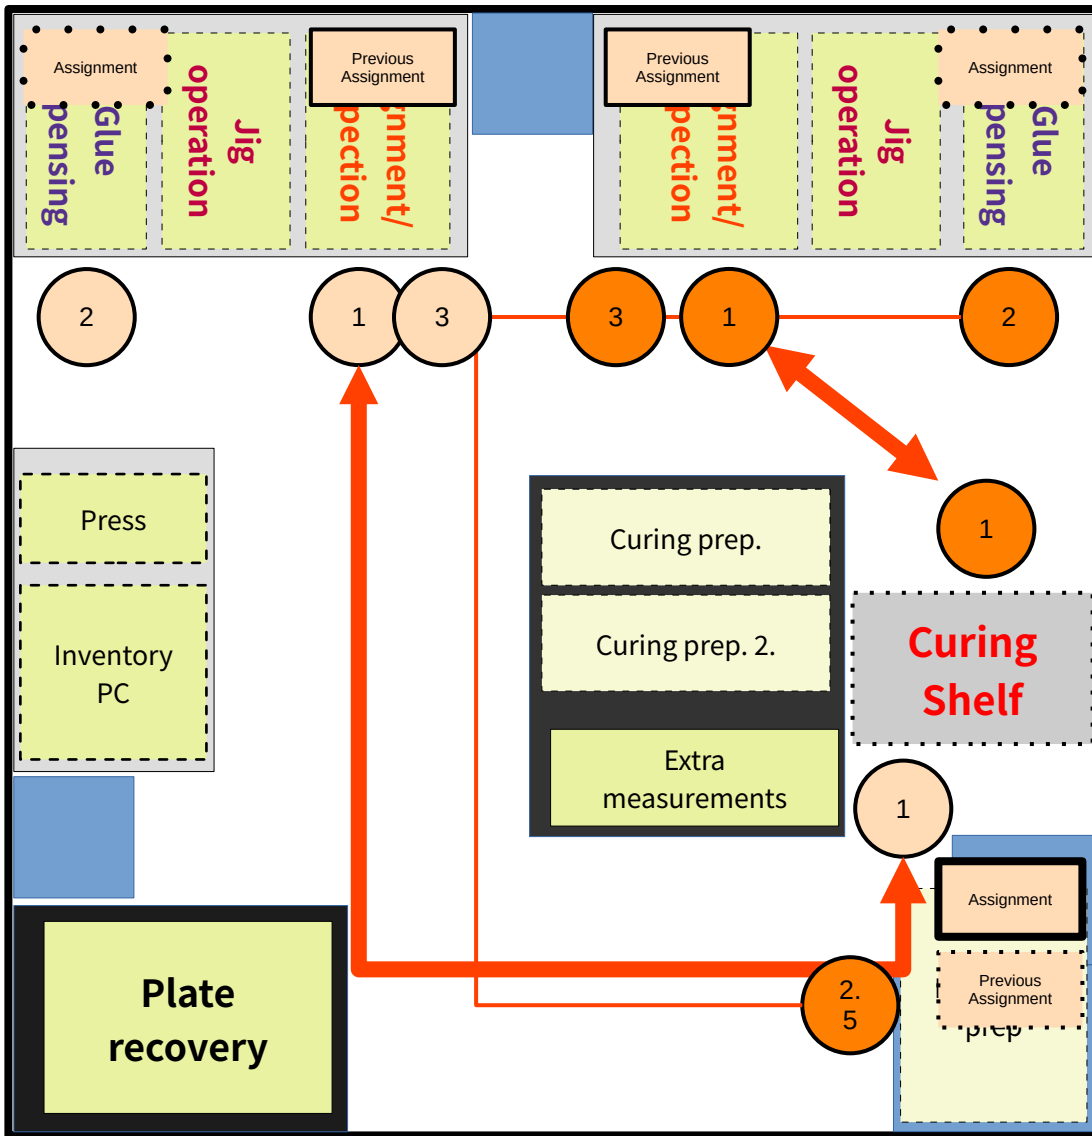 Assignment
Glue
pensing
Jig
operation
Previous
Assignment
gnment/
pection
Previous
Assignment
gnment/
pection
Jig
operation
Assignment
Glue
pensing
2
1
3
3
1
2
Press
Inventory
PC
Curing prep.
Curing prep. 2.
Extra
measurements
1
Curing
Shelf
1
Assignment
Previous
Assignment
prep
2.
5
Plate
recovery